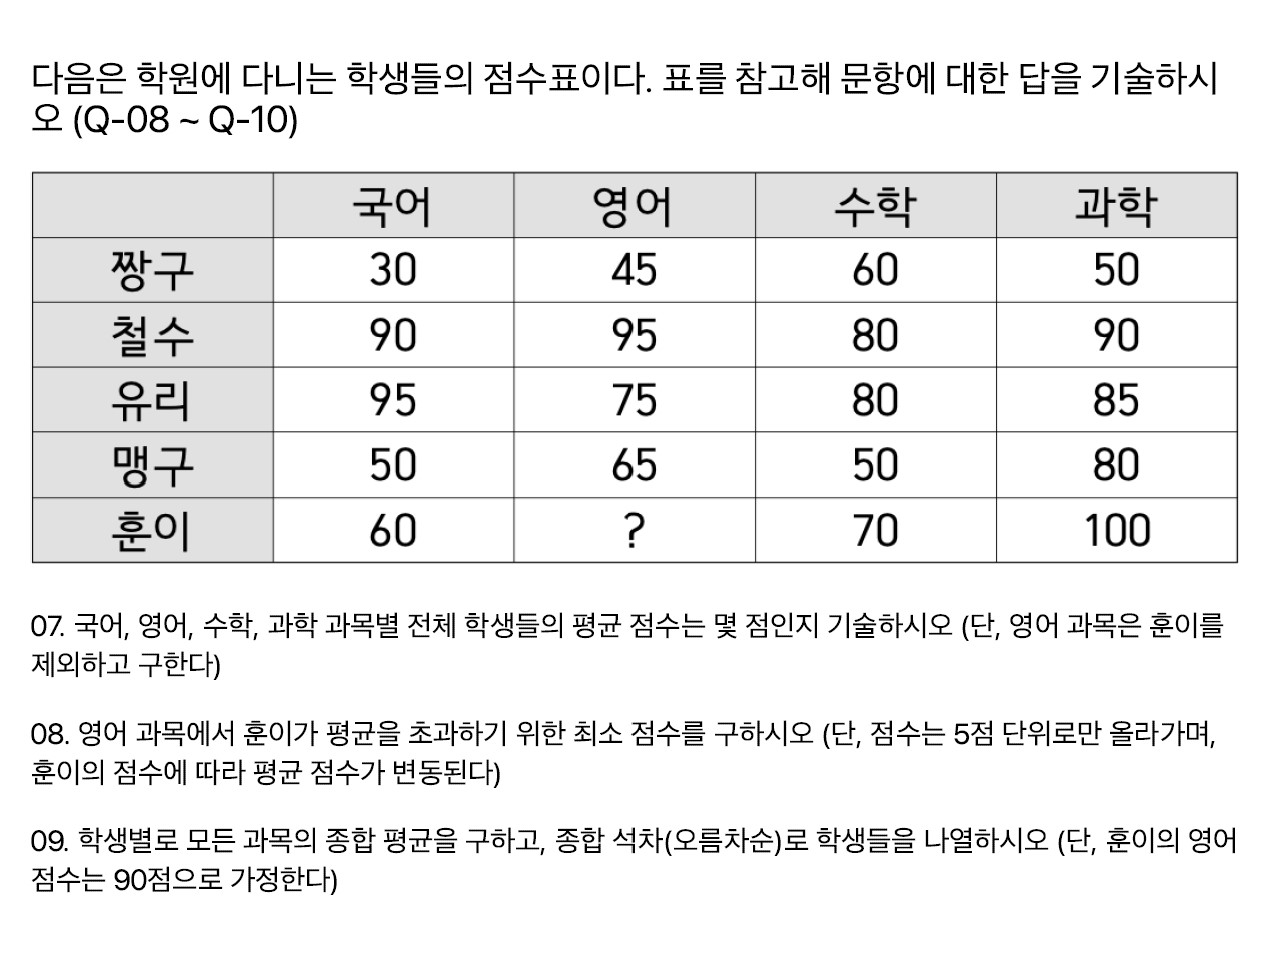 다음은 학원에 다니는 학생들의 점수표이다. 표를 참고해 문항에 대한 답을 기술하시
오 (Q-08 ~ Q-10)
국어 영어 수학 과학
짱구 30 45 60 50
철수 90 95 80 90
유리 95 75 80 85
맹구 50 65 50 80
훈이 60 ? 70 100
07. 국어, 영어, 수학, 과학 과목별 전체 학생들의 평균 점수는 몇 점인지 기술하시오 (단, 영어 과목은 훈이를
제외하고 구한다)
08. 영어 과목에서 훈이가 평균을 초과하기 위한 최소 점수를 구하시오 (단, 점수는 5점 단위로만 올라가며,
훈이의 점수에 따라 평균 점수가 변동된다)
09. 학생별로 모든 과목의 종합 평균을 구하고, 종합 석차(오름차순)로 학생들을 나열하시오 (단, 훈이의 영어
점수는 90점으로 가정한다)